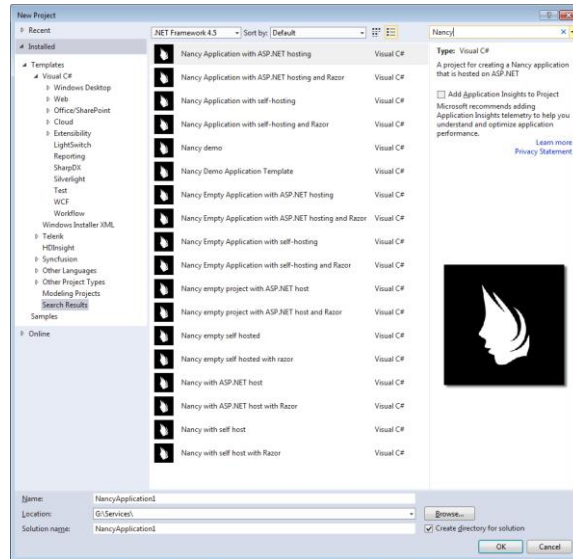 New Project
Recent
Installed
Templates
Visual C#
Windows Desktop
Web
Office/SharePoint
Cloud
Extensibility
LightSwitch
Reporting
SharpDX
Silverlight
Test
WCF
Workflow
Windows Installer XML
Telerik
HDInsight
Syncfusion
Other Languages
Other Project Types
Modeling Projects
Search Results
Samples
Online
.NET Framework 4.5 Sort by: Default
Nancy Application with ASP.NET hosting Visual C#
Nancy Application with ASP.NET hosting and Razor Visual C#
Nancy Application with self-hosting Visual C#
Nancy Application with self-hosting and Razor Visual C#
Nancy demo Visual C#
Nancy Demo Application Template Visual C#
Nancy Empty Application with ASP.NET hosting Visual C#
Nancy Empty Application with ASP.NET hosting and Razor Visual C#
Nancy Empty Application with self-hosting Visual C#
Nancy Empty Application with self-hosting and Razor Visual C#
Nancy empty project with ASP.NET host Visual C#
Nancy empty project with ASP.NET host and Razor Visual C#
Nancy empty self hosted Visual C#
Nancy empty self hosted with razor Visual C#
Nancy with ASP.NET host Visual C#
Nancy with ASP.NET host with Razor Visual C#
Nancy with self host Visual C#
Nancy with self host with Razor Visual C#
Nancy
Type: Visual C#
A project for creating a Nancy application
that is hosted on ASP.NET
Add Application Insights to Project
Microsoft recommends adding
Application Insights telemetry to help you
understand and optimize application
performance.
Learn more
Privacy Statement
Name: NancyApplication1
Location: G:\Services\ Browse...
Solution name: NancyApplication1 Create directory for solution
OK Cancel